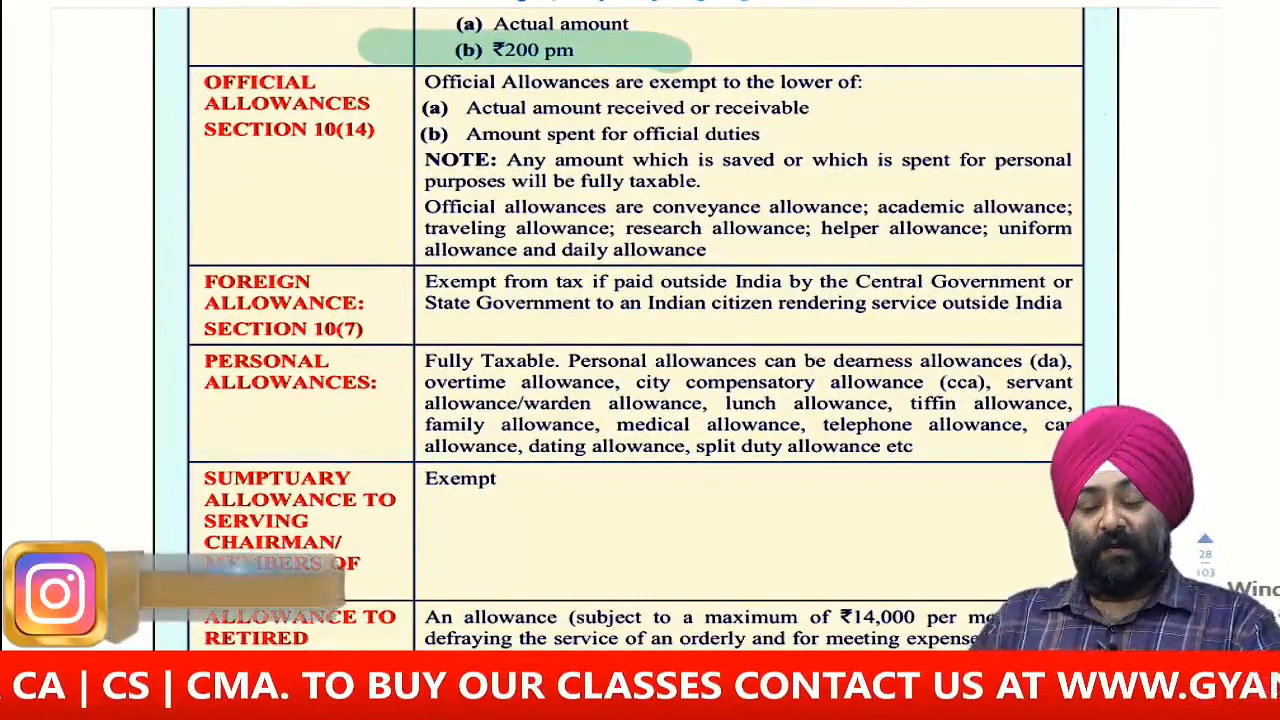 (a) Actual amount
(b) ₹200 pm
OFFICIAL
ALLOWANCES
SECTION 10(14)
Official Allowances are exempt to the lower of:
(a) Actual amount received or receivable
(b) Amount spent for official duties
NOTE: Any amount which is saved or which is spent for personal
purposes will be fully taxable.
Official allowances are conveyance allowance; academic allowance;
traveling allowance; research allowance; helper allowance; uniform
allowance and daily allowance
FOREIGN
ALLOWANCE:
SECTION 10(7)
Exempt from tax if paid outside India by the Central Government or
State Government to an Indian citizen rendering service outside India
PERSONAL
ALLOWANCES:
Fully Taxable. Personal allowances can be dearness allowances (da),
overtime allowance, city compensatory allowance (cca), servant
allowance/warden allowance, lunch allowance, tiffin allowance,
family allowance, medical allowance, telephone allowance, car
allowance, dating allowance, split duty allowance etc
SUMPTUARY
ALLOWANCE TO
SERVING
CHAIRMAN/
MEMBERS OF
Exempt
ALLOWANCE TO
RETIRED
An allowance (subject to a maximum of ₹14,000 per
defraying the service of an orderly and for meeting
28
103
CA | CS | CMA. TO BUY OUR CLASSES CONTACT US AT WWW.GYAN